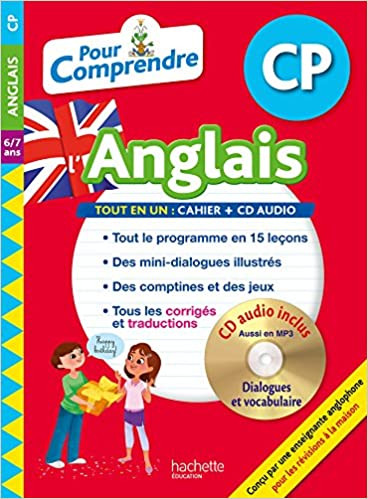 CP
ANGLAIS
6/7
ans
Pour
Comprendre
CP
l'Anglais
TOUT EN UN : CAHIER + CD AUDIO
• Tout le programme en 15 leçons
• Des mini-dialogues illustrés
• Des comptines et des jeux
• Tous les corrigés
et traductions
CD audio inclus
Aussi en MP3
Dialogues
et vocabulaire
Happy
birthday!
Conçu par une enseignante anglophone
pour les révisions à la maison
hachette
ÉDUCATION